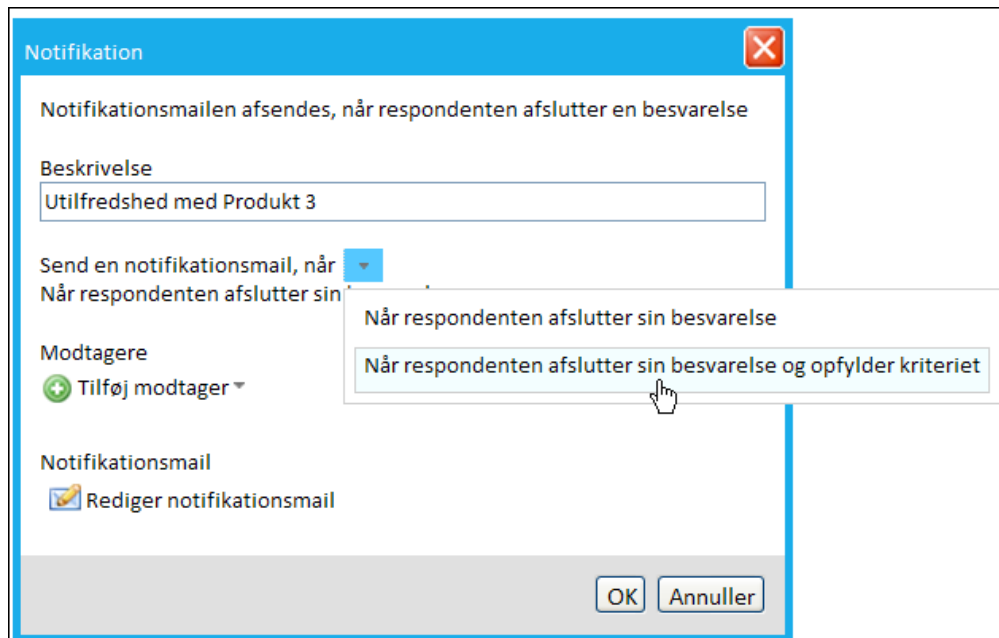 Notifikation
Notifikationsmailen afsendes, når respondenten afslutter en besvarelse
Beskrivelse
Utilfredshed med Produkt 3
Send en notifikationsmail, når
Når respondenten afslutter sin
Når respondenten afslutter sin besvarelse
Når respondenten afslutter sin besvarelse og opfylder kriteriet
Modtagere
Tilføj modtager
Notifikationsmail
Rediger notifikationsmail
OK
Annuller